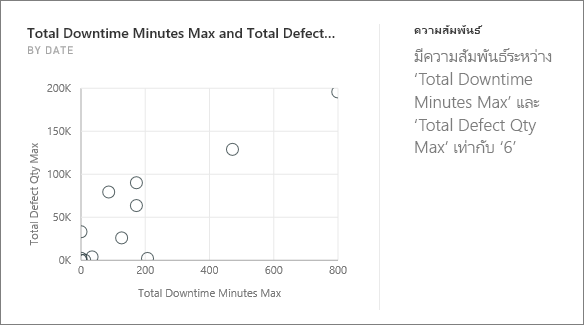 Total Downtime Minutes Max and Total Defect...
BY DATE
200K
150K
100K
50K
0K
0 200 400 600 800
Total Defect Qty Max
Total Downtime Minutes Max
ความสัมพันธ์
มีความสัมพันธ์ระหว่าง
‘Total Downtime
Minutes Max’ และ
‘Total Defect Qty
Max’ เท่ากับ ‘6’